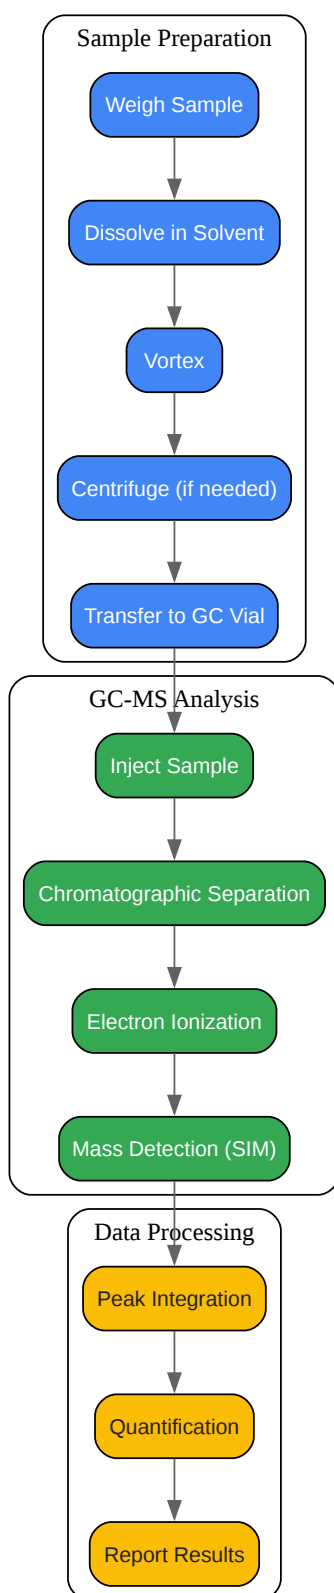 Sample Preparation
Weigh Sample
Dissolve in Solvent
Vortex
Centrifuge (if needed)
Transfer to GC Vial
GC-MS Analysis
Inject Sample
Chromatographic Separation
Electron Ionization
Mass Detection (SIM)
Data Processing
Peak Integration
Quantification
Report Results